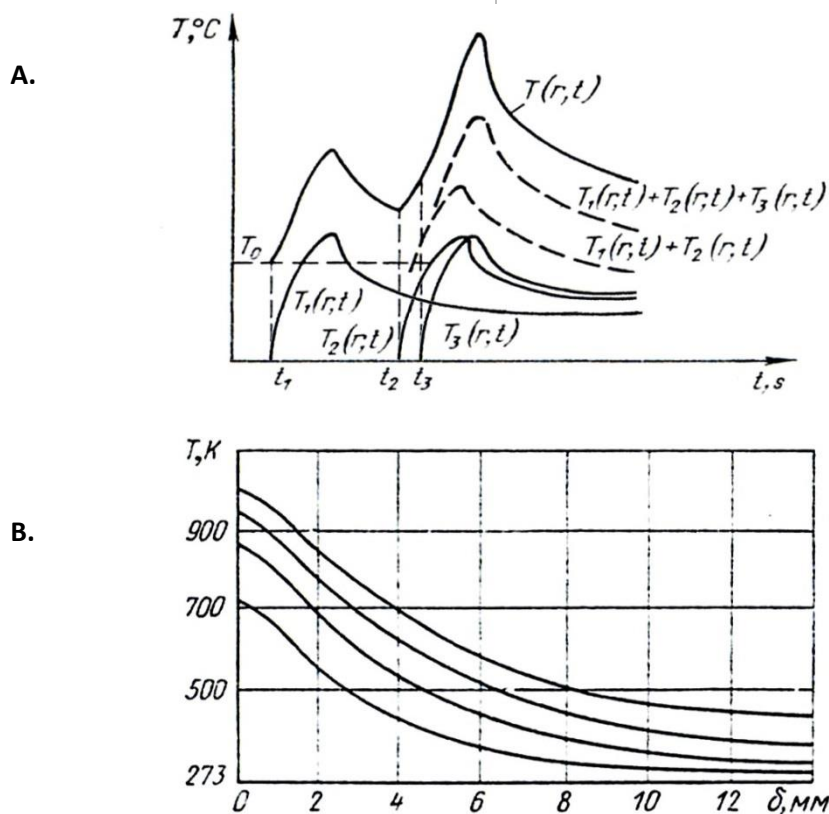 A.
T,°C
T(r,t)
T₁(r,t)+T₂(r,t)+T₃(r,t)
T₀
T₁(r,t)+T₂(r,t)
T₁(r,t)
T₂(r,t)
T₃(r,t)
t₁
t₂
t₃
t,s
B.
T,К
900
700
500
273
0 2 4 6 8 10 12 δ,мм